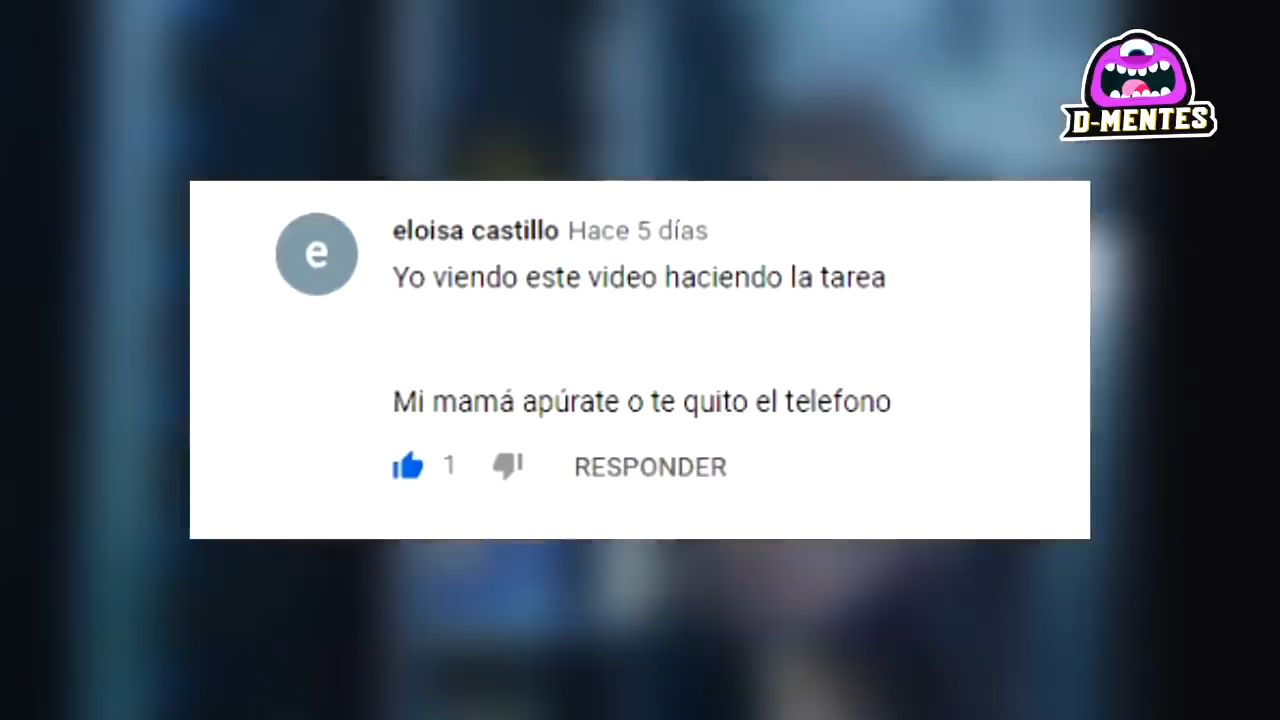 D-MENTES
eloisa castillo Hace 5 días
Yo viendo este video haciendo la tarea
Mi mamá apúrate o te quito el telefono
1 RESPONDER